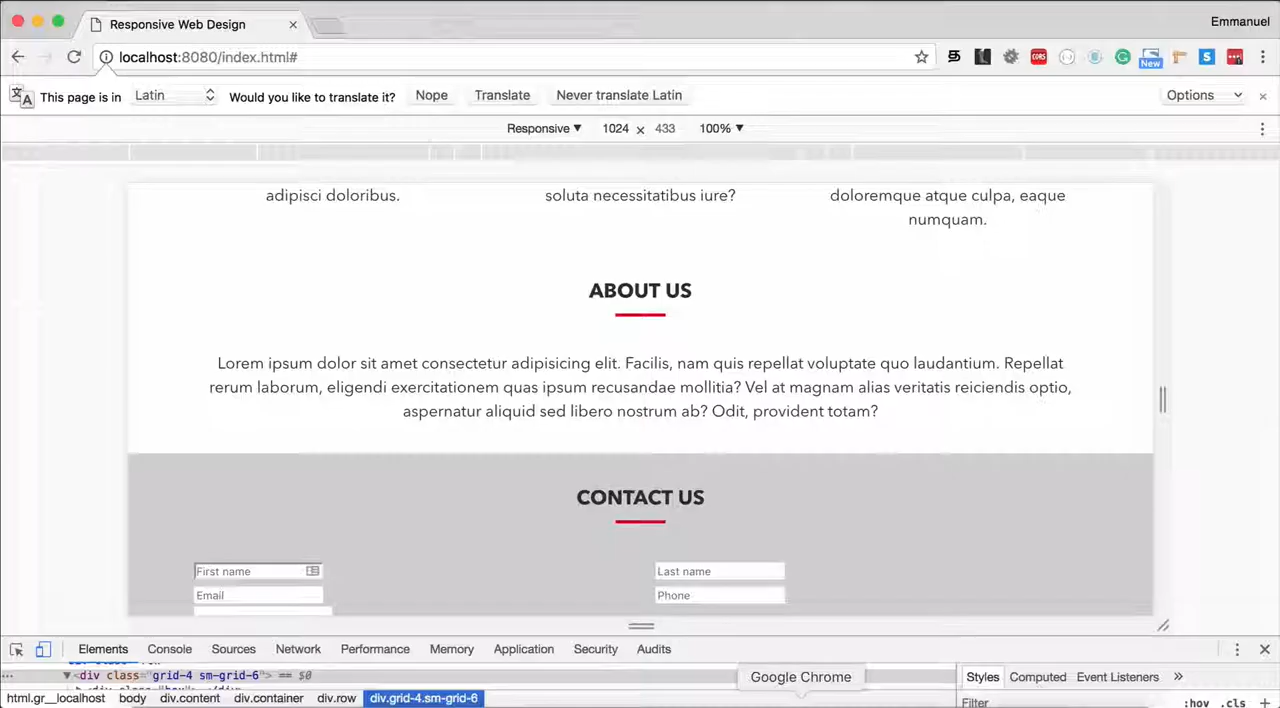 Responsive Web Design
Emmanuel
localhost:8080/index.html#
CORS
New
This page is in Latin Would you like to translate it? Nope Translate Never translate Latin Options
Responsive 1024 × 433 100%
adipisci doloribus. soluta necessitatibus iure? doloremque atque culpa, eaque
numquam.
ABOUT US
Lorem ipsum dolor sit amet consectetur adipisicing elit. Facilis, nam quis repellat voluptate quo laudantium. Repellat
rerum laborum, eligendi exercitationem quas ipsum recusandae mollitia? Vel at magnam alias veritatis reiciendis optio,
aspernatur aliquid sed libero nostrum ab? Odit, provident totam?
CONTACT US
First name Last name
Email Phone
Elements Console Sources Network Performance Memory Application Security Audits
<div class="grid-4 sm-grid-6"> == $0
Google Chrome
Styles Computed Event Listeners »
html.gr__localhost body div.content div.container div.row div.grid-4.sm-grid-6
Filter :hov .cls +